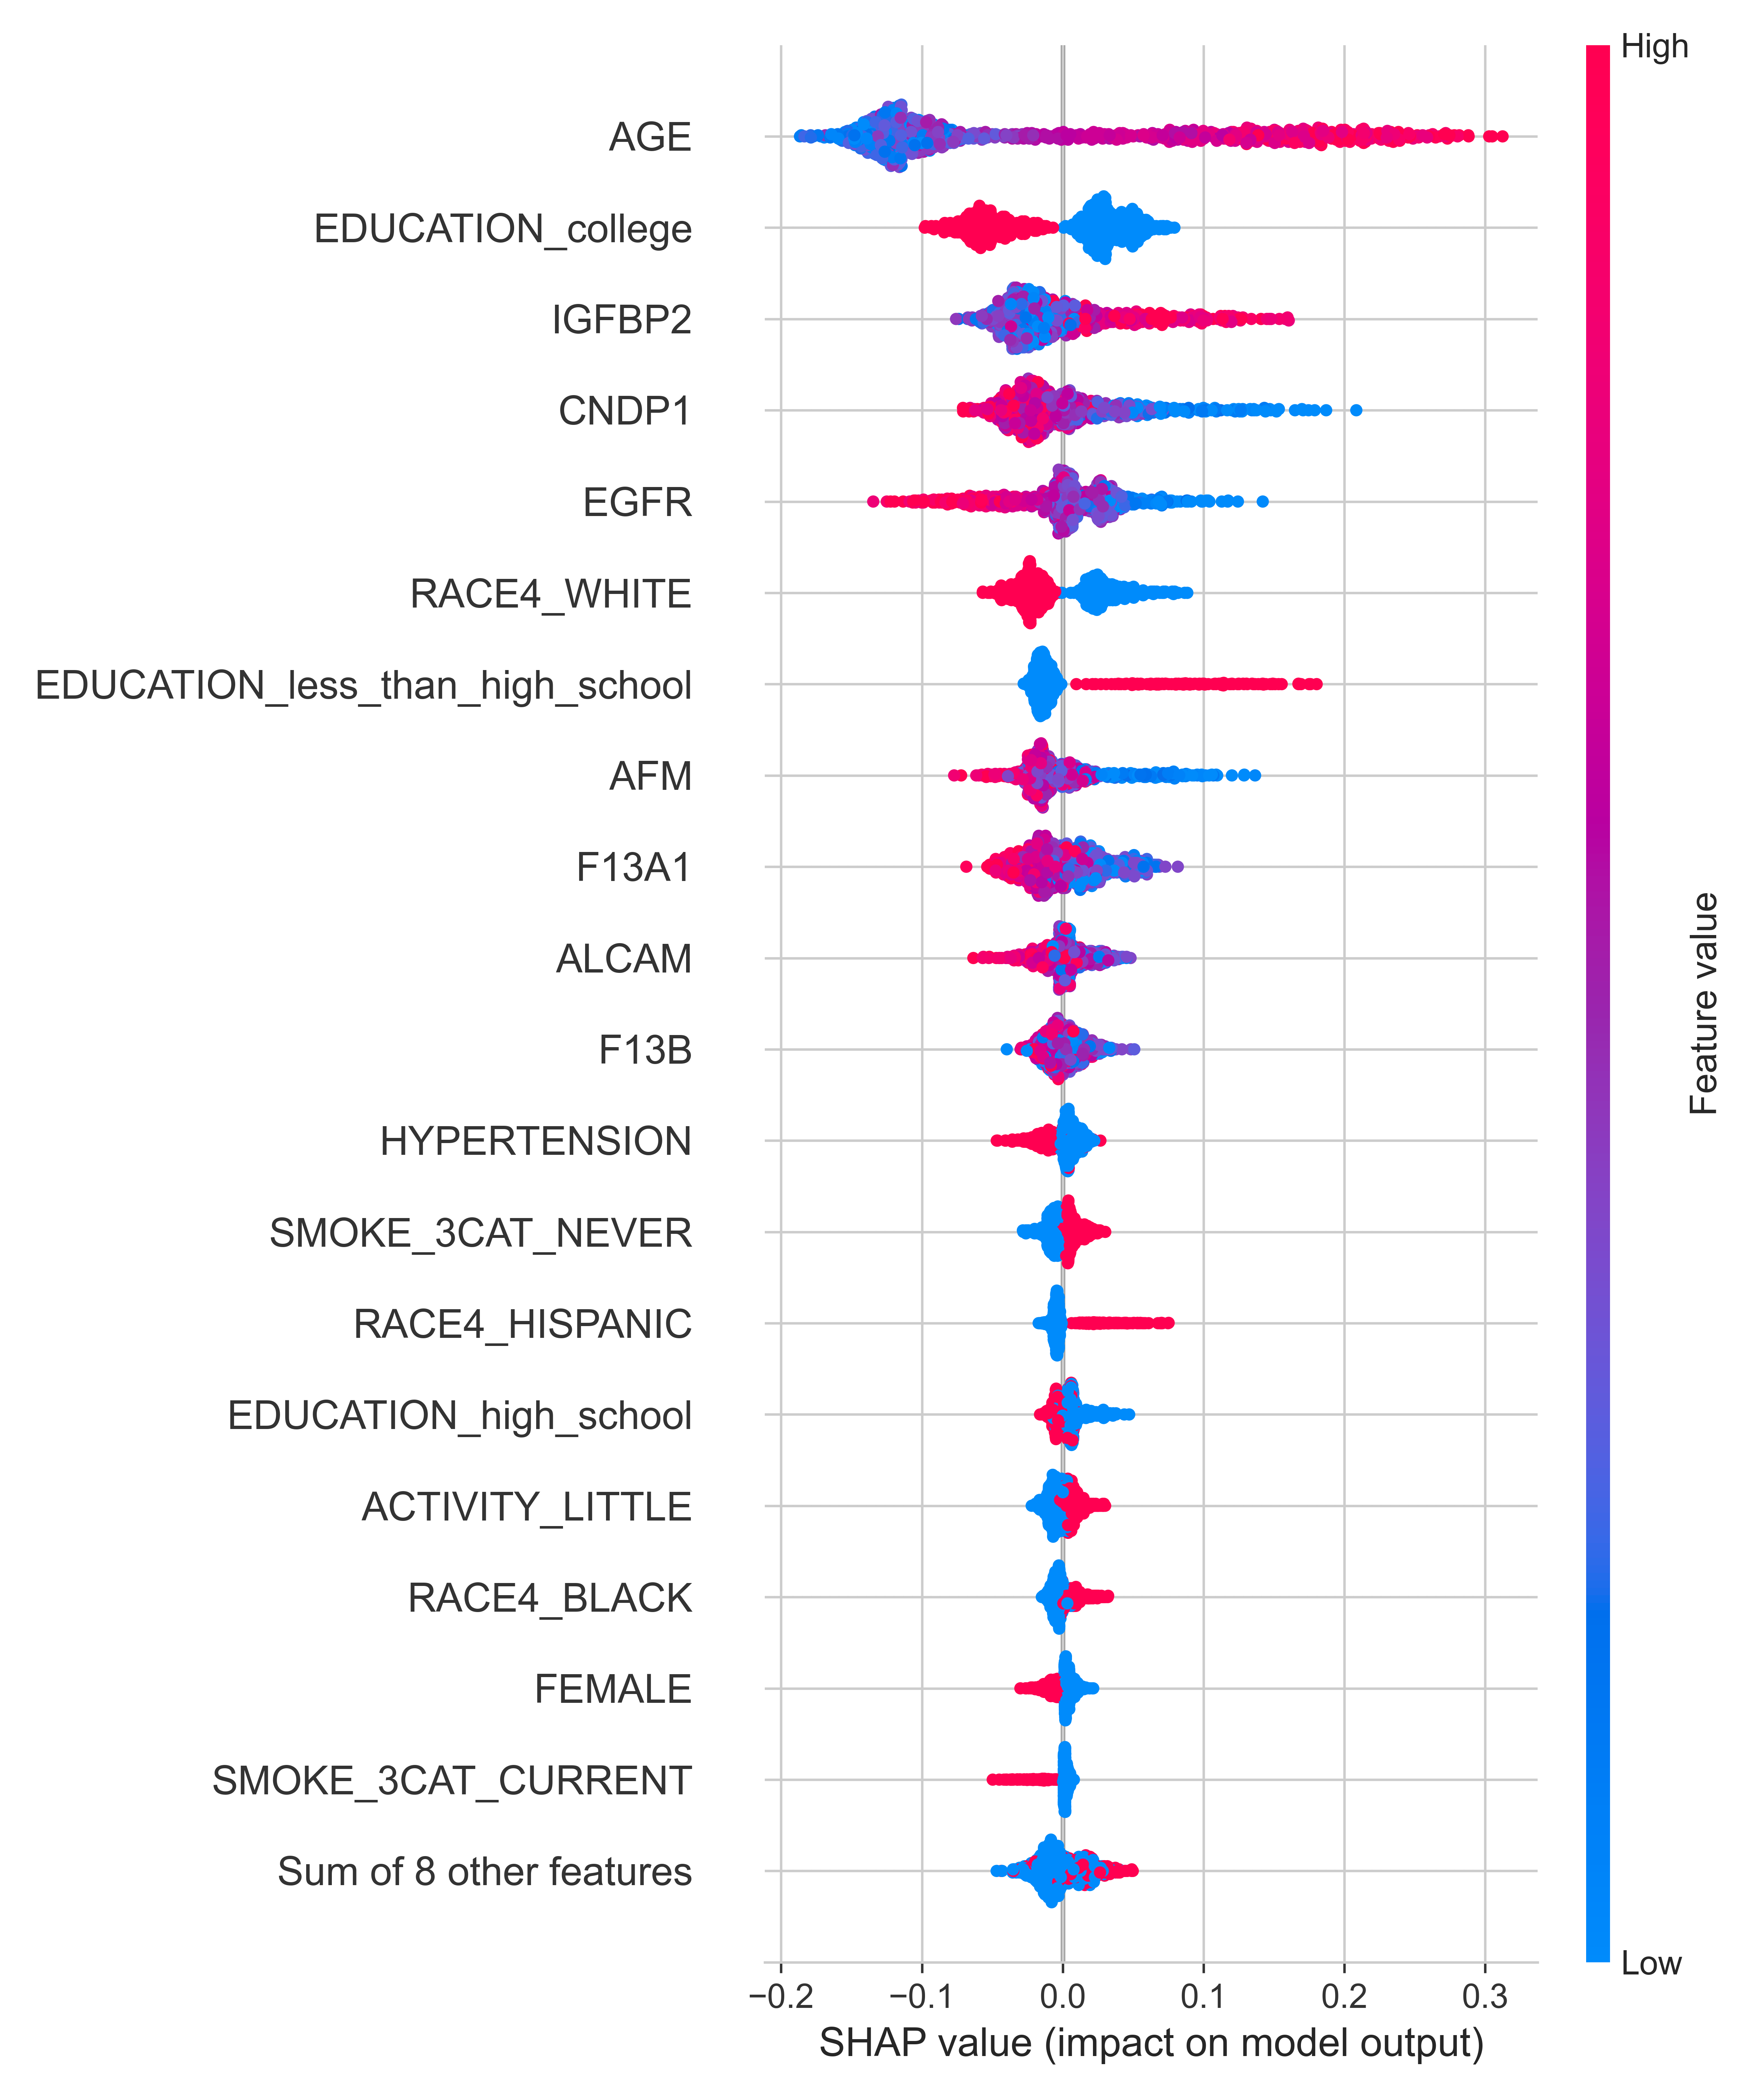 High
AGE
EDUCATION_college
IGFBP2
CNDP1
EGFR
RACE4_WHITE
EDUCATION_less_than_high_school
AFM
F13A1
ALCAM
F13B
HYPERTENSION
SMOKE_3CAT_NEVER
RACE4_HISPANIC
EDUCATION_high_school
ACTIVITY_LITTLE
RACE4_BLACK
FEMALE
SMOKE_3CAT_CURRENT
Sum of 8 other features
Feature value
Low
−0.2 −0.1 0.0 0.1 0.2 0.3
SHAP value (impact on model output)